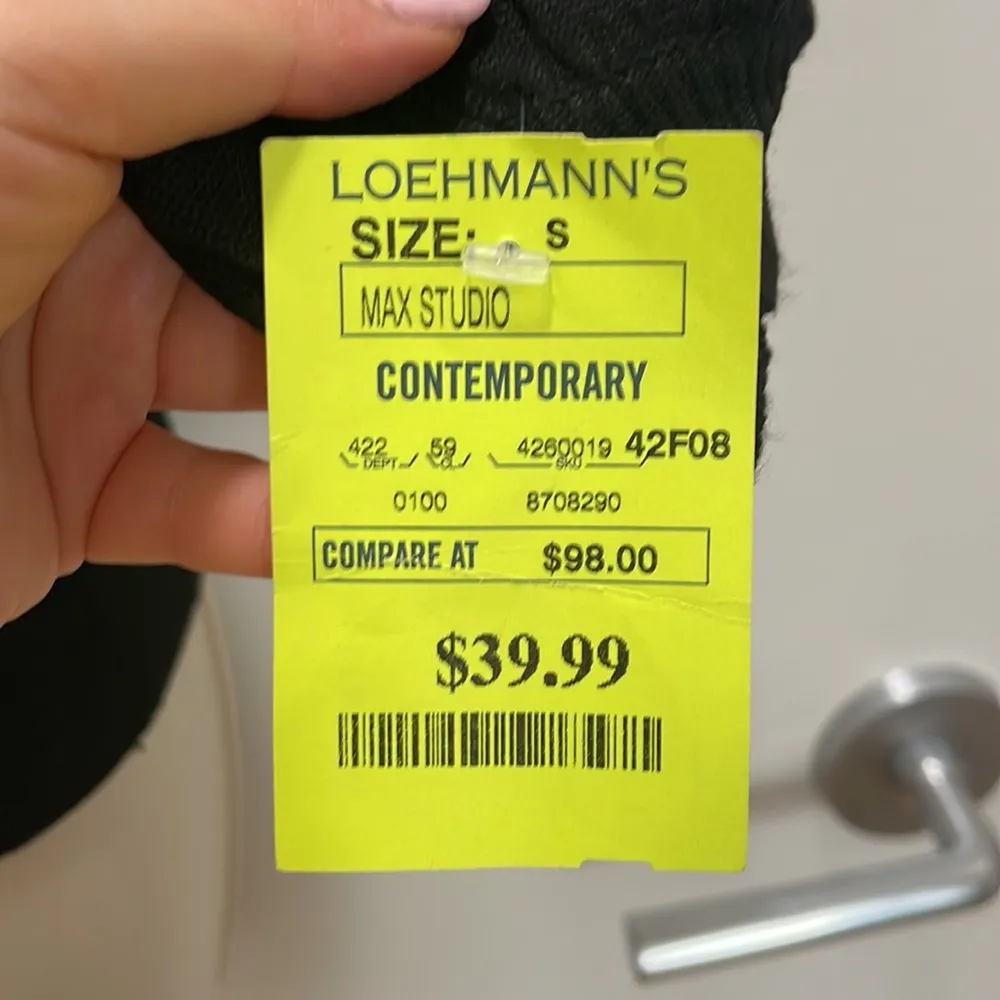 LOEHMANN'S
SIZE: S
MAX STUDIO
CONTEMPORARY
422 59 4260019 42F08
DEPT. CL. SKU
0100 8708290
COMPARE AT $98.00
$39.99